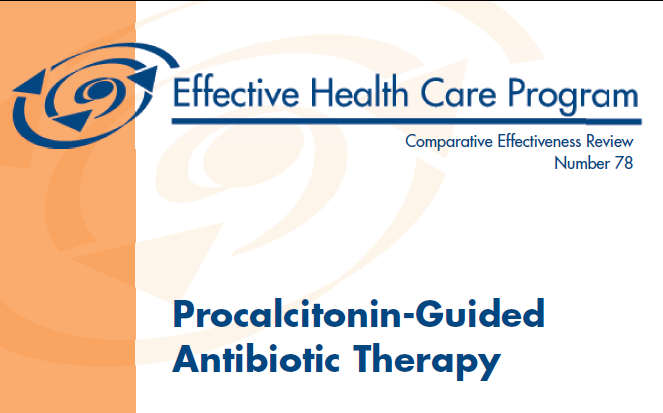 Effective Health Care Program
Comparative Effectiveness Review
Number 78
Procalcitonin-Guided
Antibiotic Therapy